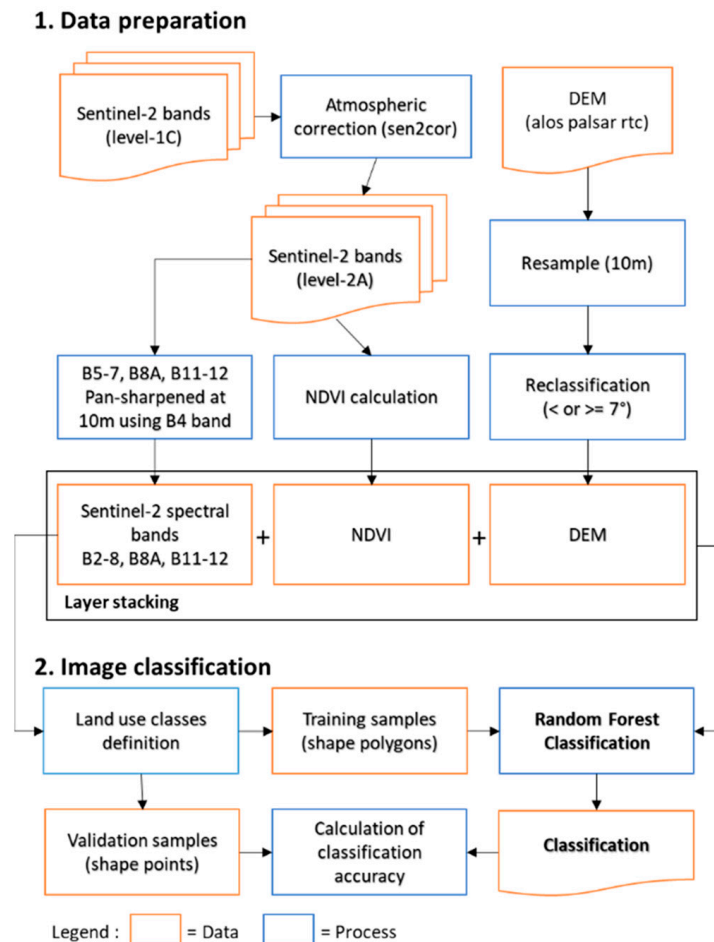 1. Data preparation
Sentinel-2 bands
(level-1C)
Atmospheric
correction (sen2cor)
DEM
(alos palsar rtc)
Sentinel-2 bands
(level-2A)
Resample (10m)
B5-7, B8A, B11-12
Pan-sharpened at
10m using B4 band
NDVI calculation
Reclassification
(< or >= 7°)
Sentinel-2 spectral
bands
B2-8, B8A, B11-12
+
NDVI
+
DEM
Layer stacking
2. Image classification
Land use classes
definition
Training samples
(shape polygons)
Random Forest
Classification
Validation samples
(shape points)
Calculation of
classification
accuracy
Classification
Legend : = Data = Process